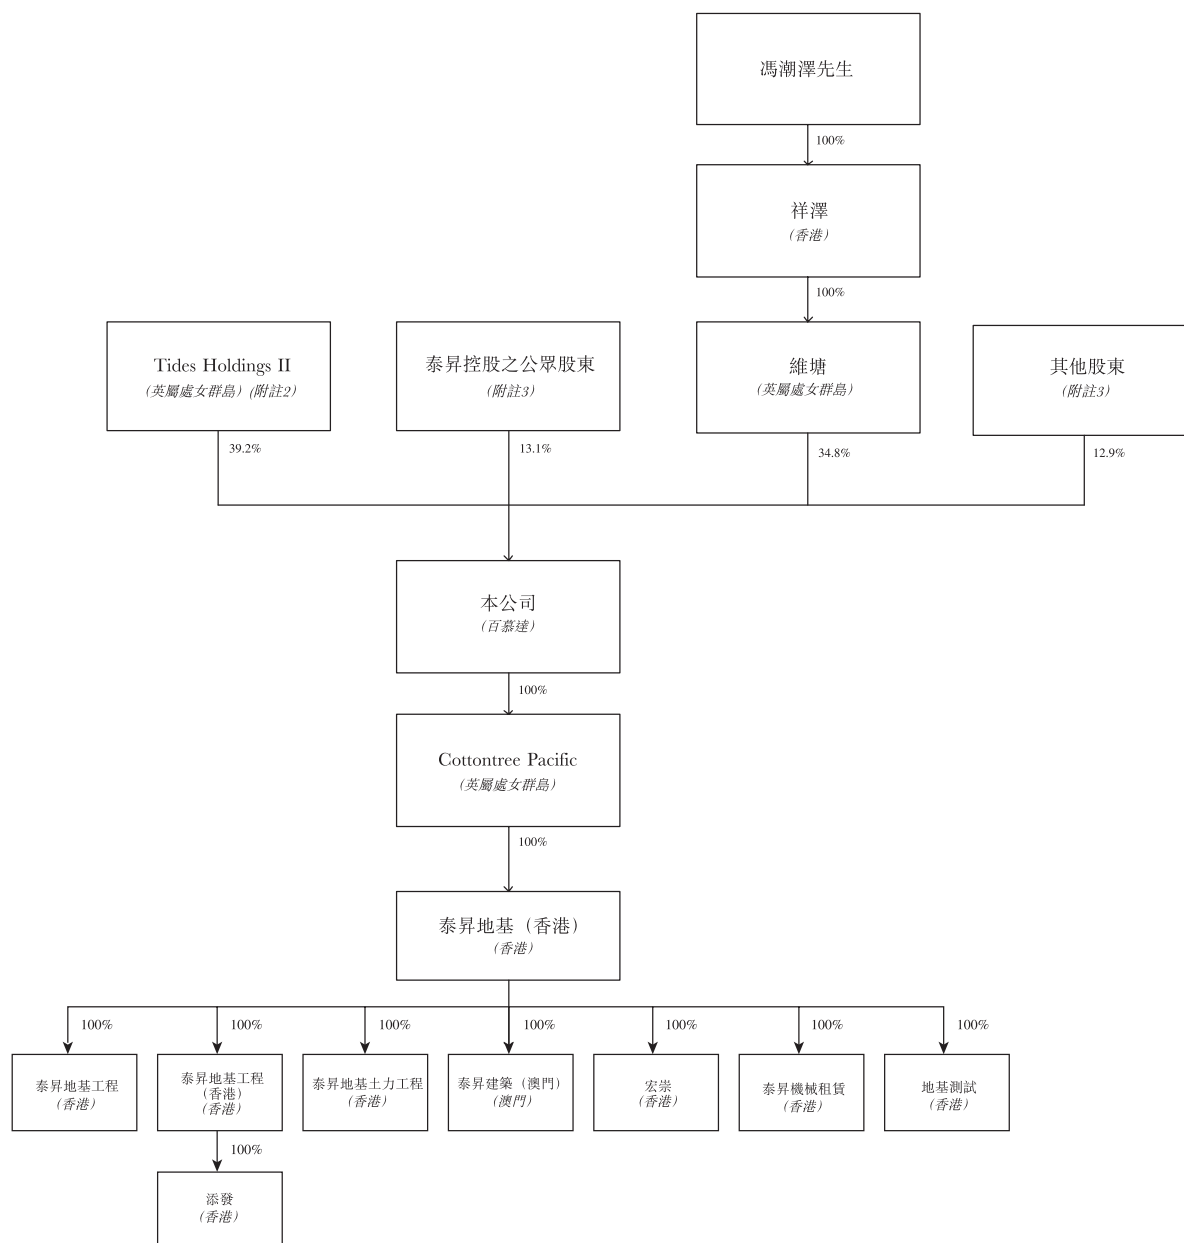 馮潮澤先生
100%
祥澤
(香港)
100%
Tides Holdings II
(英屬處女群島) (附註2)
泰昇控股之公眾股東
(附註3)
維塘
(英屬處女群島)
其他股東
(附註3)
39.2%
13.1%
34.8%
12.9%
本公司
(百慕達)
100%
Cottontree Pacific
(英屬處女群島)
100%
泰昇地基（香港）
(香港)
100%
100%
100%
100%
100%
100%
100%
泰昇地基工程
(香港)
泰昇地基工程
(香港)
(香港)
泰昇地基土力工程
(香港)
泰昇建築（澳門）
(澳門)
宏崇
(香港)
泰昇機械租賃
(香港)
地基測試
(香港)
100%
添發
(香港)